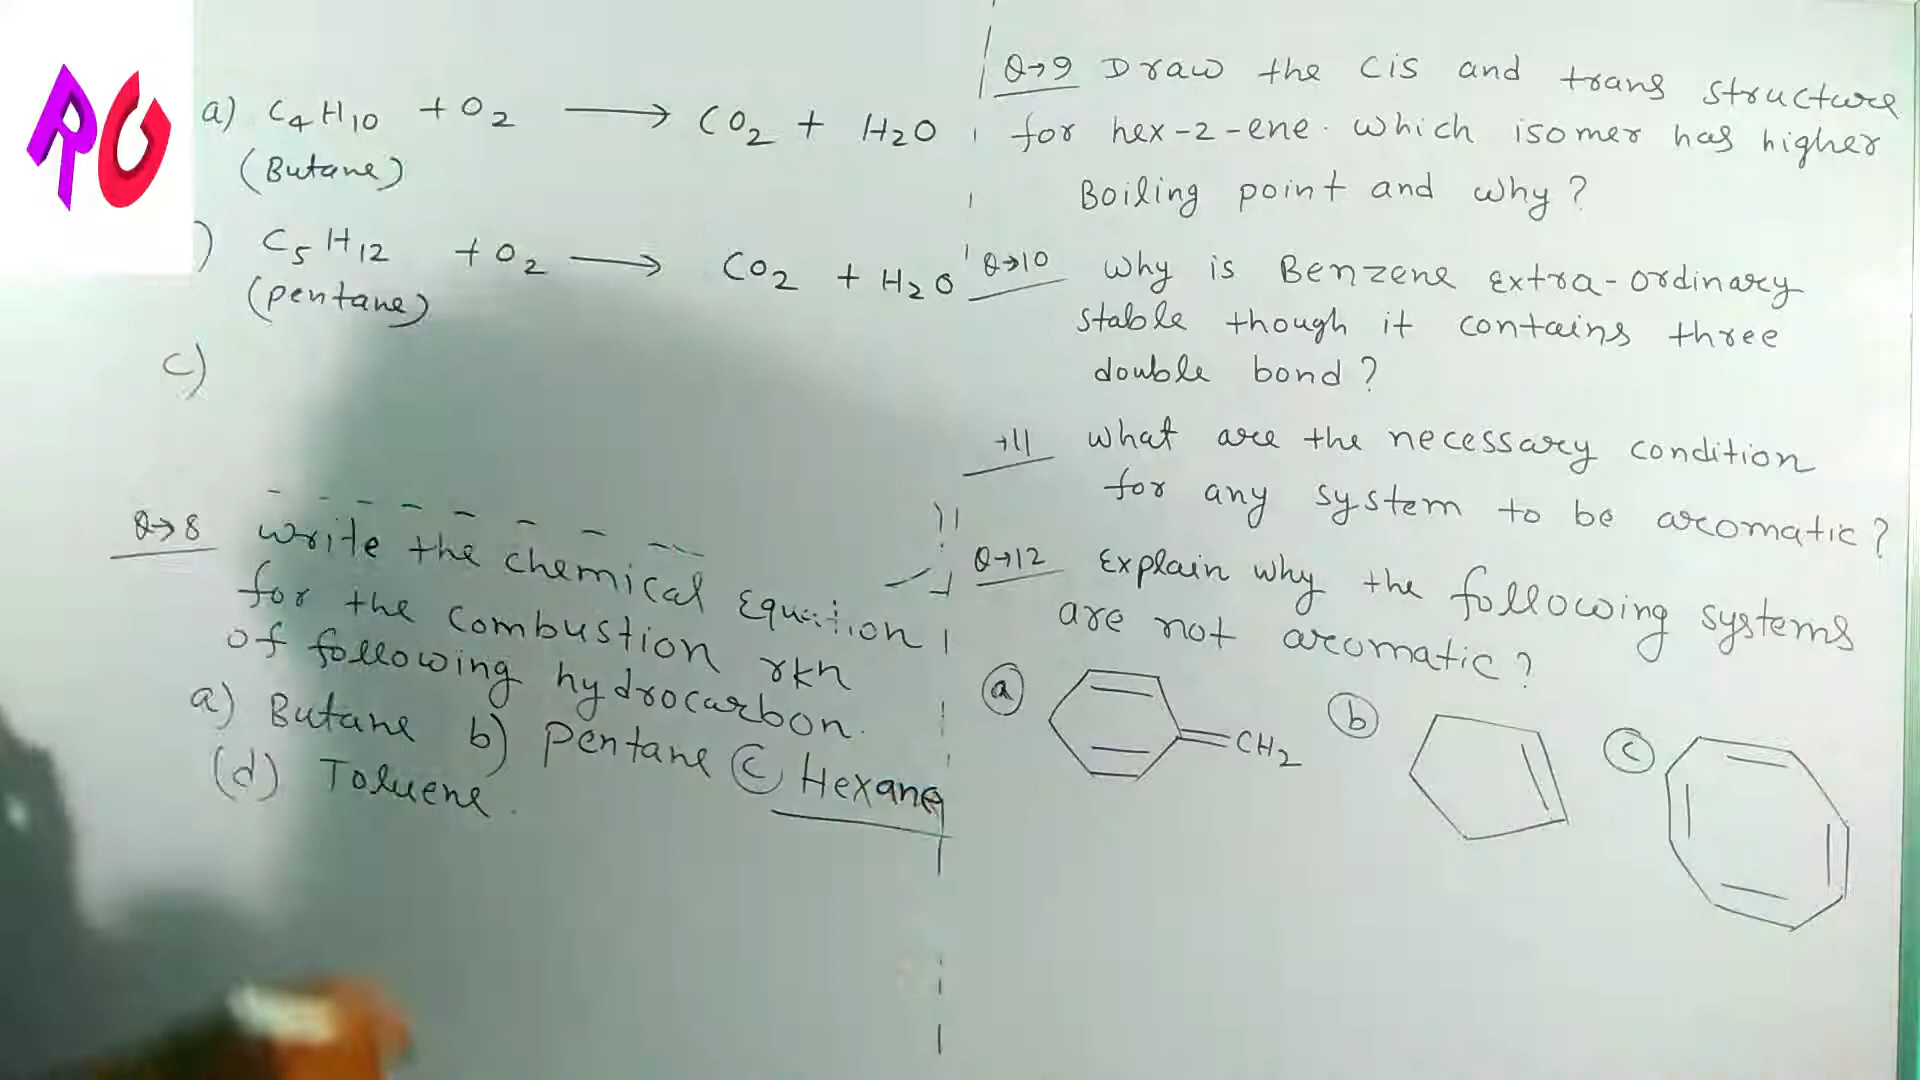 RC
a) C4H10 + O2 ⟶ CO2 + H2O
(Butane)
) C5H12 + O2 ⟶ CO2 + H2O
(pentane)
c)
Q→8 write the chemical Equation
for the combustion rkn
of following hydrocarbon.
a) Butane b) Pentane (c) Hexane
(d) Toluene.
Q→9 Draw the cis and trans structure
for hex-2-ene. which isomer has higher
Boiling point and why?
Q→10 Why is Benzene extra-ordinary
stable though it contains three
double bond?
→11 What are the necessary condition
for any system to be aromatic?
Q→12 Explain why the following systems
are not aromatic?
(a) =CH2 (b) (c)